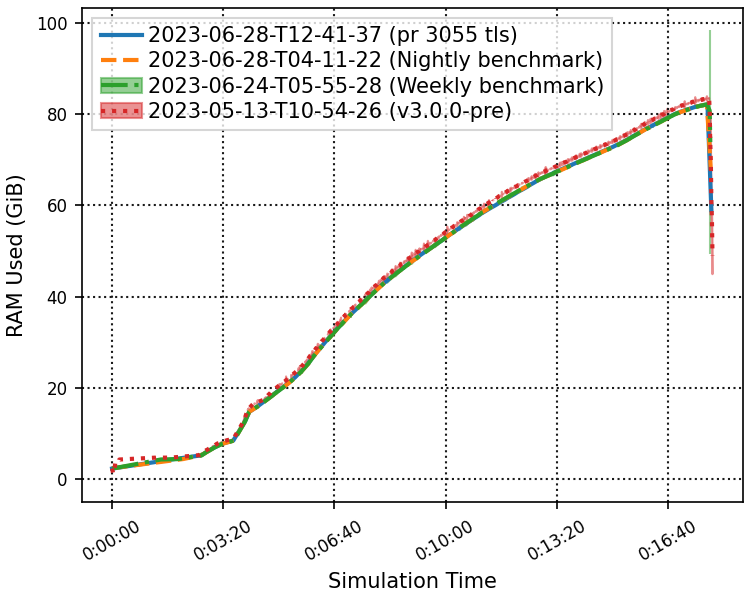 2023-06-28-T12-41-37 (pr 3055 tls)
2023-06-28-T04-11-22 (Nightly benchmark)
2023-06-24-T05-55-28 (Weekly benchmark)
2023-05-13-T10-54-26 (v3.0.0-pre)
RAM Used (GiB)
100
80
60
40
20
0
0:00:00
0:03:20
0:06:40
0:10:00
0:13:20
0:16:40
Simulation Time